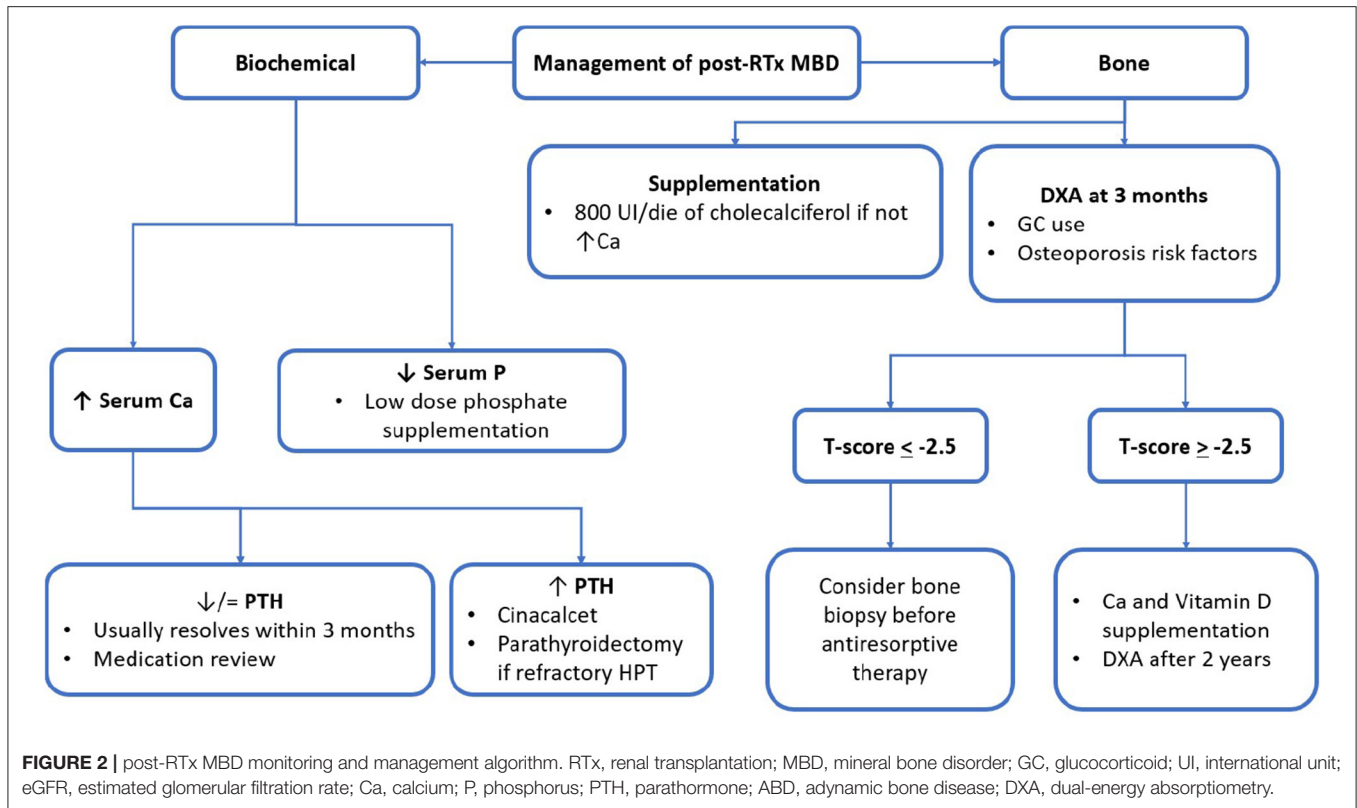 Biochemical
Management of post-RTx MBD
Bone
Supplementation
• 800 UI/die of cholecalciferol if not
↑Ca
DXA at 3 months
• GC use
• Osteoporosis risk factors
↑ Serum Ca
↓ Serum P
• Low dose phosphate
supplementation
T-score ≤ -2.5
T-score ≥ -2.5
↓/= PTH
• Usually resolves within 3 months
• Medication review
↑ PTH
• Cinacalcet
• Parathyroidectomy
if refractory HPT
Consider bone
biopsy before
antiresorptive
therapy
• Ca and Vitamin D
supplementation
• DXA after 2 years
FIGURE 2 | post-RTx MBD monitoring and management algorithm. RTx, renal transplantation; MBD, mineral bone disorder; GC, glucocorticoid; UI, international unit;
eGFR, estimated glomerular filtration rate; Ca, calcium; P, phosphorus; PTH, parathormone; ABD, adynamic bone disease; DXA, dual-energy absorptiometry.